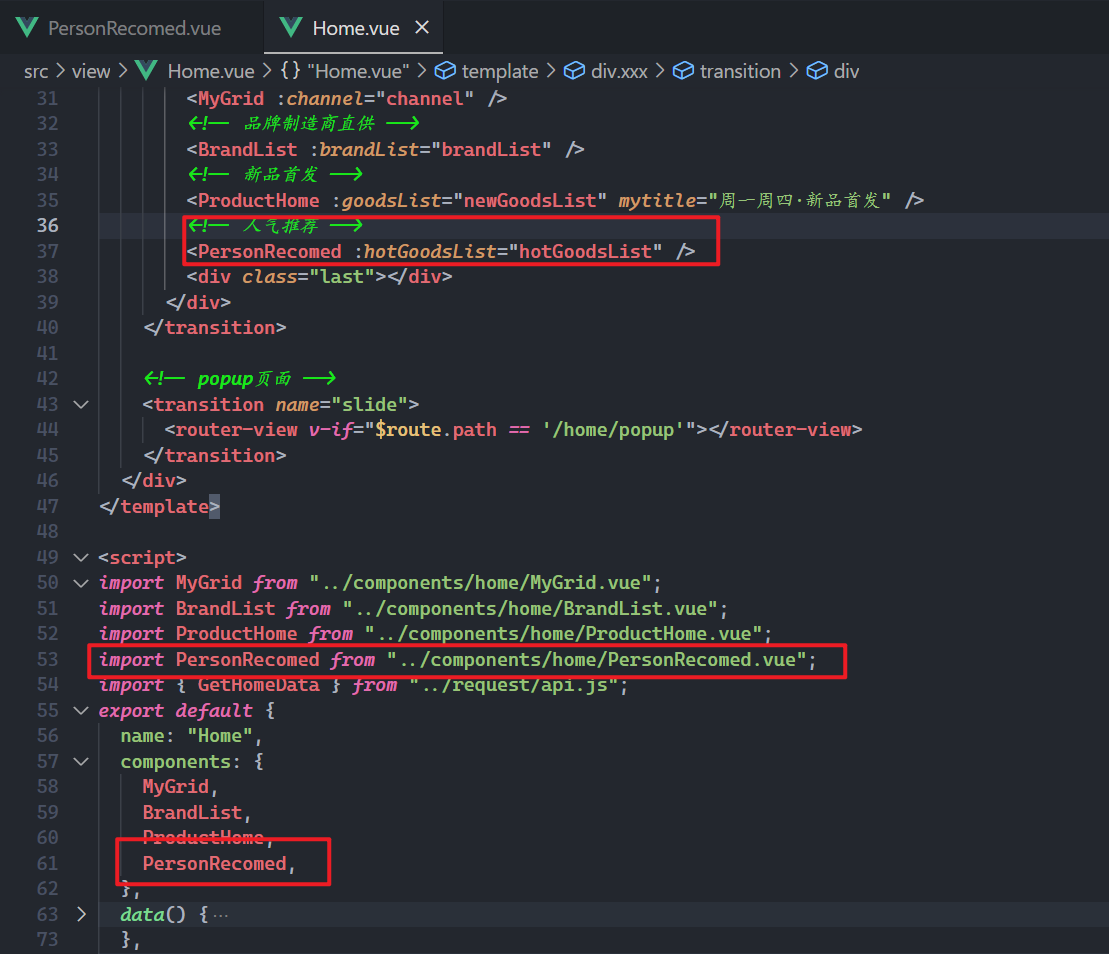 PersonRecomed.vue Home.vue ×
src > view > Home.vue > {} "Home.vue" > template > div.xxx > transition > div
31 <MyGrid :channel="channel" />
32 <!-- 品牌制造商直供 -->
33 <BrandList :brandList="brandList" />
34 <!-- 新品首发 -->
35 <ProductHome :goodsList="newGoodsList" mytitle="周一周四·新品首发" />
36 <!-- 人气推荐 -->
37 <PersonRecomed :hotGoodsList="hotGoodsList" />
38 <div class="last"></div>
39 </div>
40 </transition>
41
42 <!-- popup页面 -->
43 <transition name="slide">
44 <router-view v-if="$route.path == '/home/popup'"></router-view>
45 </transition>
46 </div>
47 </template>
48
49 <script>
50 import MyGrid from "../components/home/MyGrid.vue";
51 import BrandList from "../components/home/BrandList.vue";
52 import ProductHome from "../components/home/ProductHome.vue";
53 import PersonRecomed from "../components/home/PersonRecomed.vue";
54 import { GetHomeData } from "../request/api.js";
55 export default {
56 name: "Home",
57 components: {
58 MyGrid,
59 BrandList,
60 ProductHome,
61 PersonRecomed,
62 },
63 data() { ···
73 },